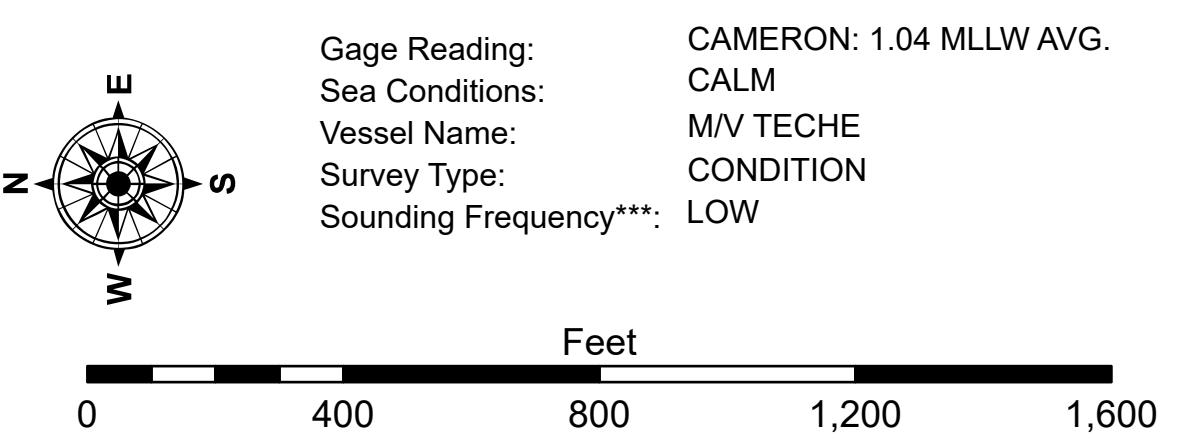 E
N
S
W
Gage Reading: CAMERON: 1.04 MLLW AVG.
Sea Conditions: CALM
Vessel Name: M/V TECHE
Survey Type: CONDITION
Sounding Frequency***: LOW
Feet
0 400 800 1,200 1,600